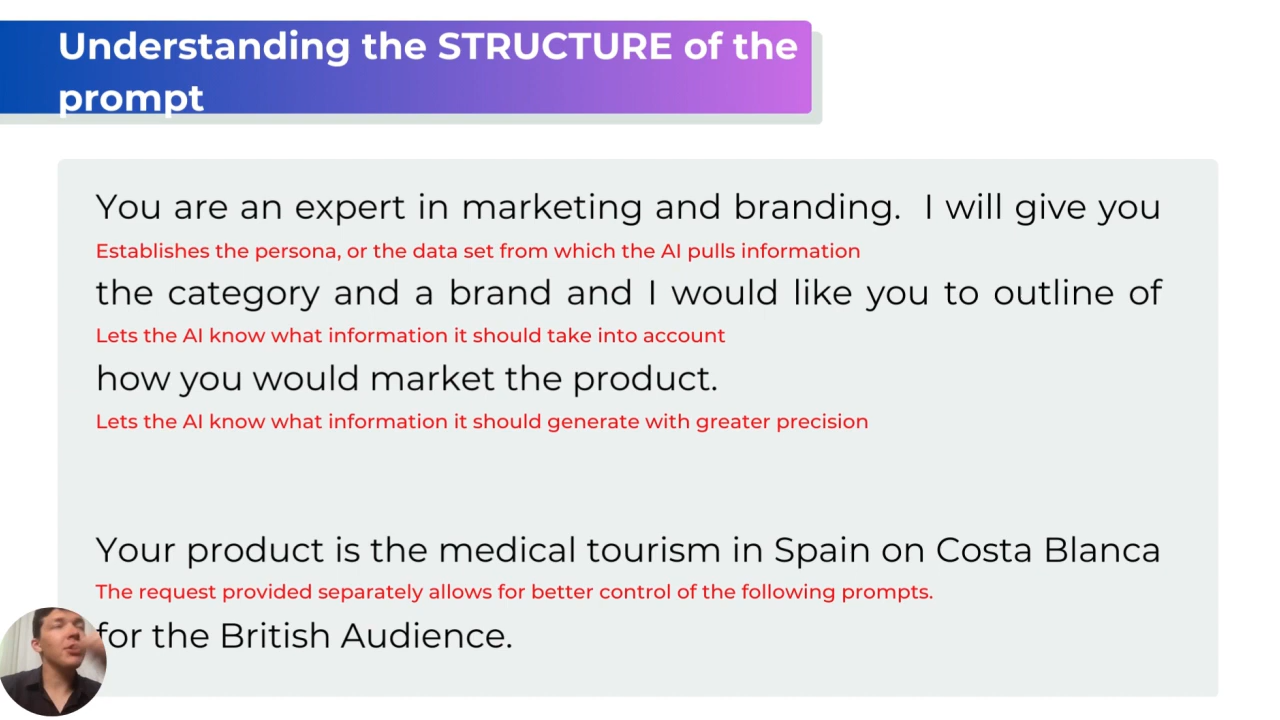 Understanding the STRUCTURE of the
prompt
You are an expert in marketing and branding. I will give you
Establishes the persona, or the data set from which the AI pulls information
the category and a brand and I would like you to outline of
Lets the AI know what information it should take into account
how you would market the product.
Lets the AI know what information it should generate with greater precision
Your product is the medical tourism in Spain on Costa Blanca
The request provided separately allows for better control of the following prompts.
for the British Audience.